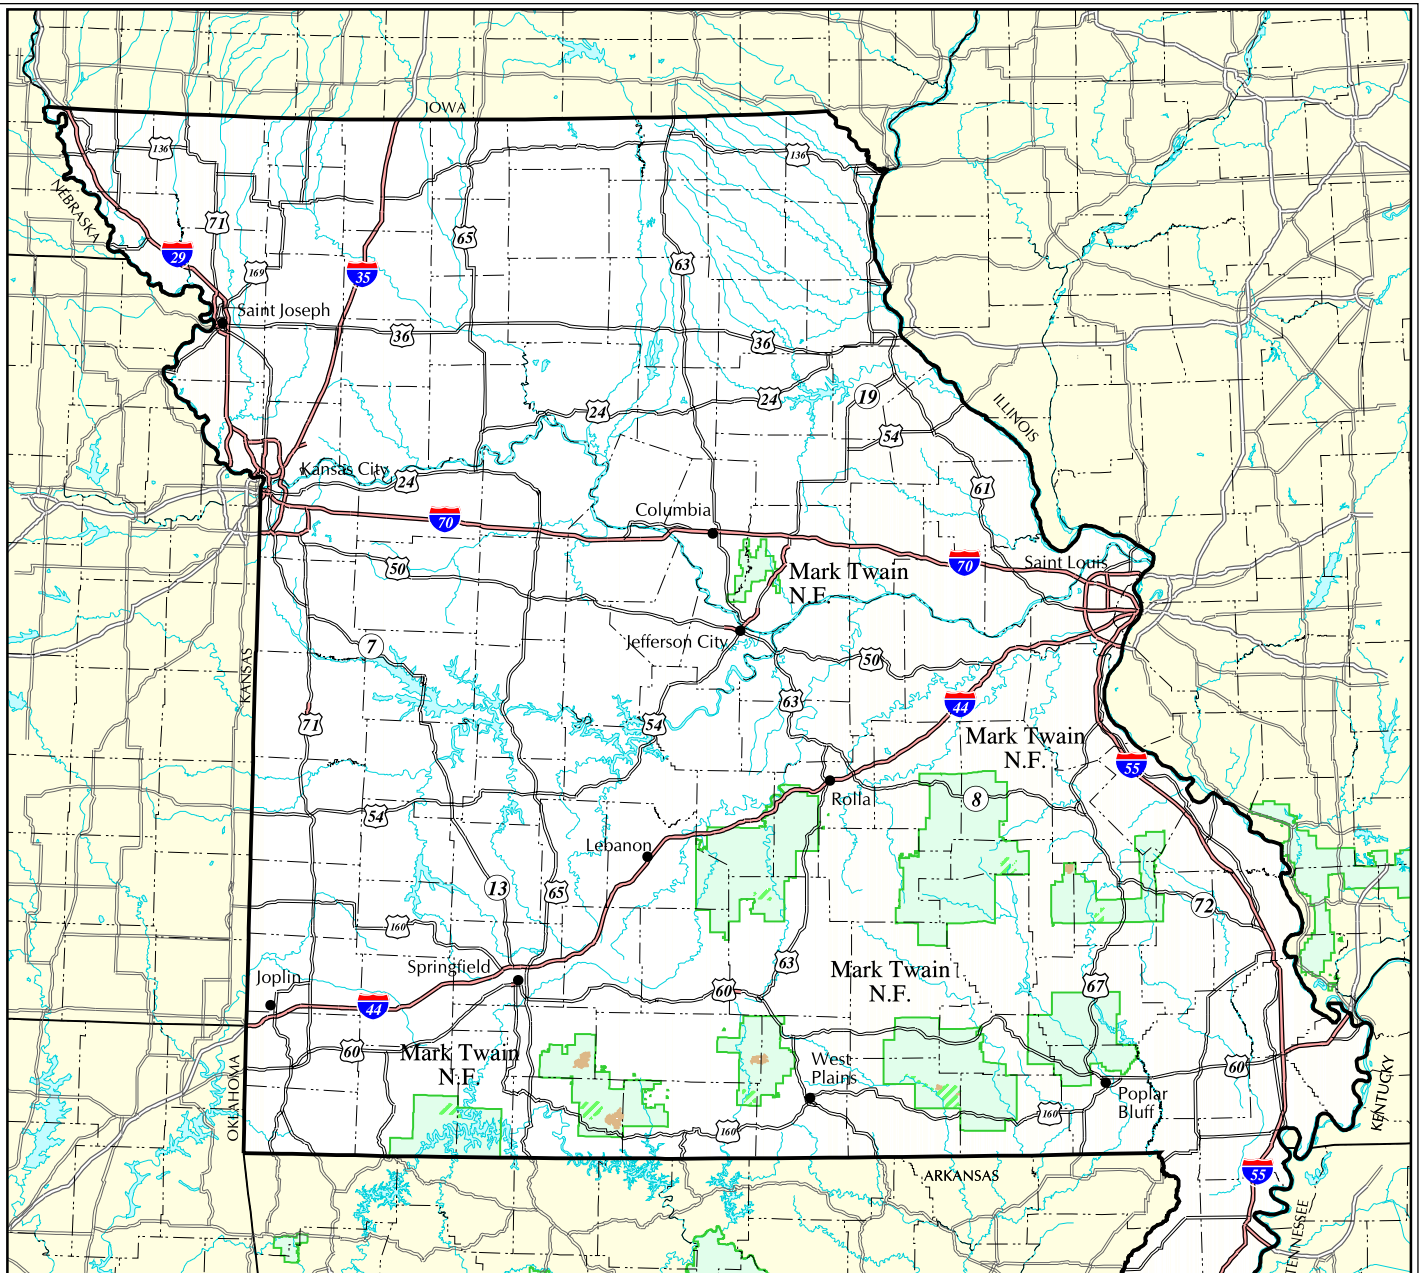 IOWA
136
136
NEBRASKA
71
65
29
169
35
63
Saint Joseph
36
36
24
24
19
ILLINOIS
54
Kansas City
24
61
Columbia
70
50
70
Saint Louis
Mark Twain
N.F.
Jefferson City
7
50
KANSAS
71
54
63
44
Mark Twain
N.F.
55
Rolla
8
54
Lebanon
13
65
72
160
Springfield
63
Mark Twain
N.F.
Joplin
60
67
44
60
Mark Twain
N.F.
West
Plains
60
OKLAHOMA
Poplar
Bluff
160
160
KENTUCKY
ARKANSAS
55
TENNESSEE